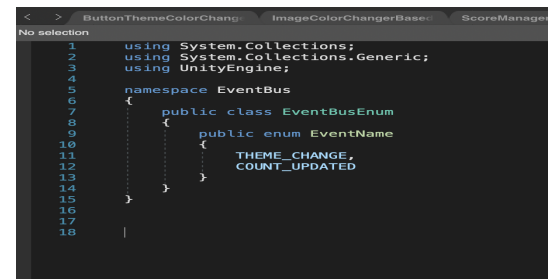 < > ButtonThemeColorChang ImageColorChangerBased ScoreManager
No selection
1 using System.Collections;
2 using System.Collections.Generic;
3 using UnityEngine;
4
5 namespace EventBus
6 {
7 public class EventBusEnum
8 {
9 public enum EventName
10 {
11 THEME_CHANGE,
12 COUNT_UPDATED
13 }
14 }
15 }
16
17
18